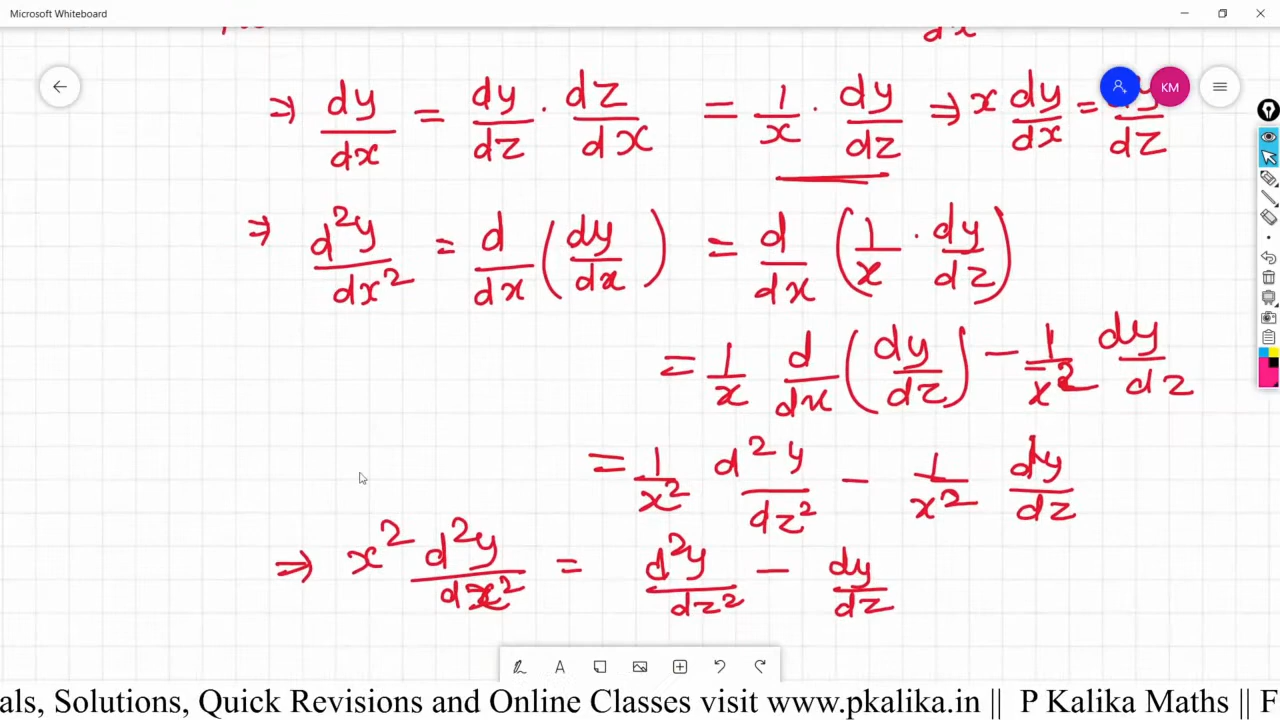 Microsoft Whiteboard
KM
⇒ dy/dx = dy/dz · dz/dx = 1/x · dy/dz ⇒ x dy/dx = dy/dz
⇒ d²y/dx² = d/dx (dy/dx) = d/dx (1/x · dy/dz)
= 1/x d/dx (dy/dz) − 1/x² dy/dz
= 1/x² d²y/dz² − 1/x² dy/dz
⇒ x² d²y/dx² = d²y/dz² − dy/dz
als, Solutions, Quick Revisions and Online Classes visit www.pkalika.in || P Kalika Maths || F